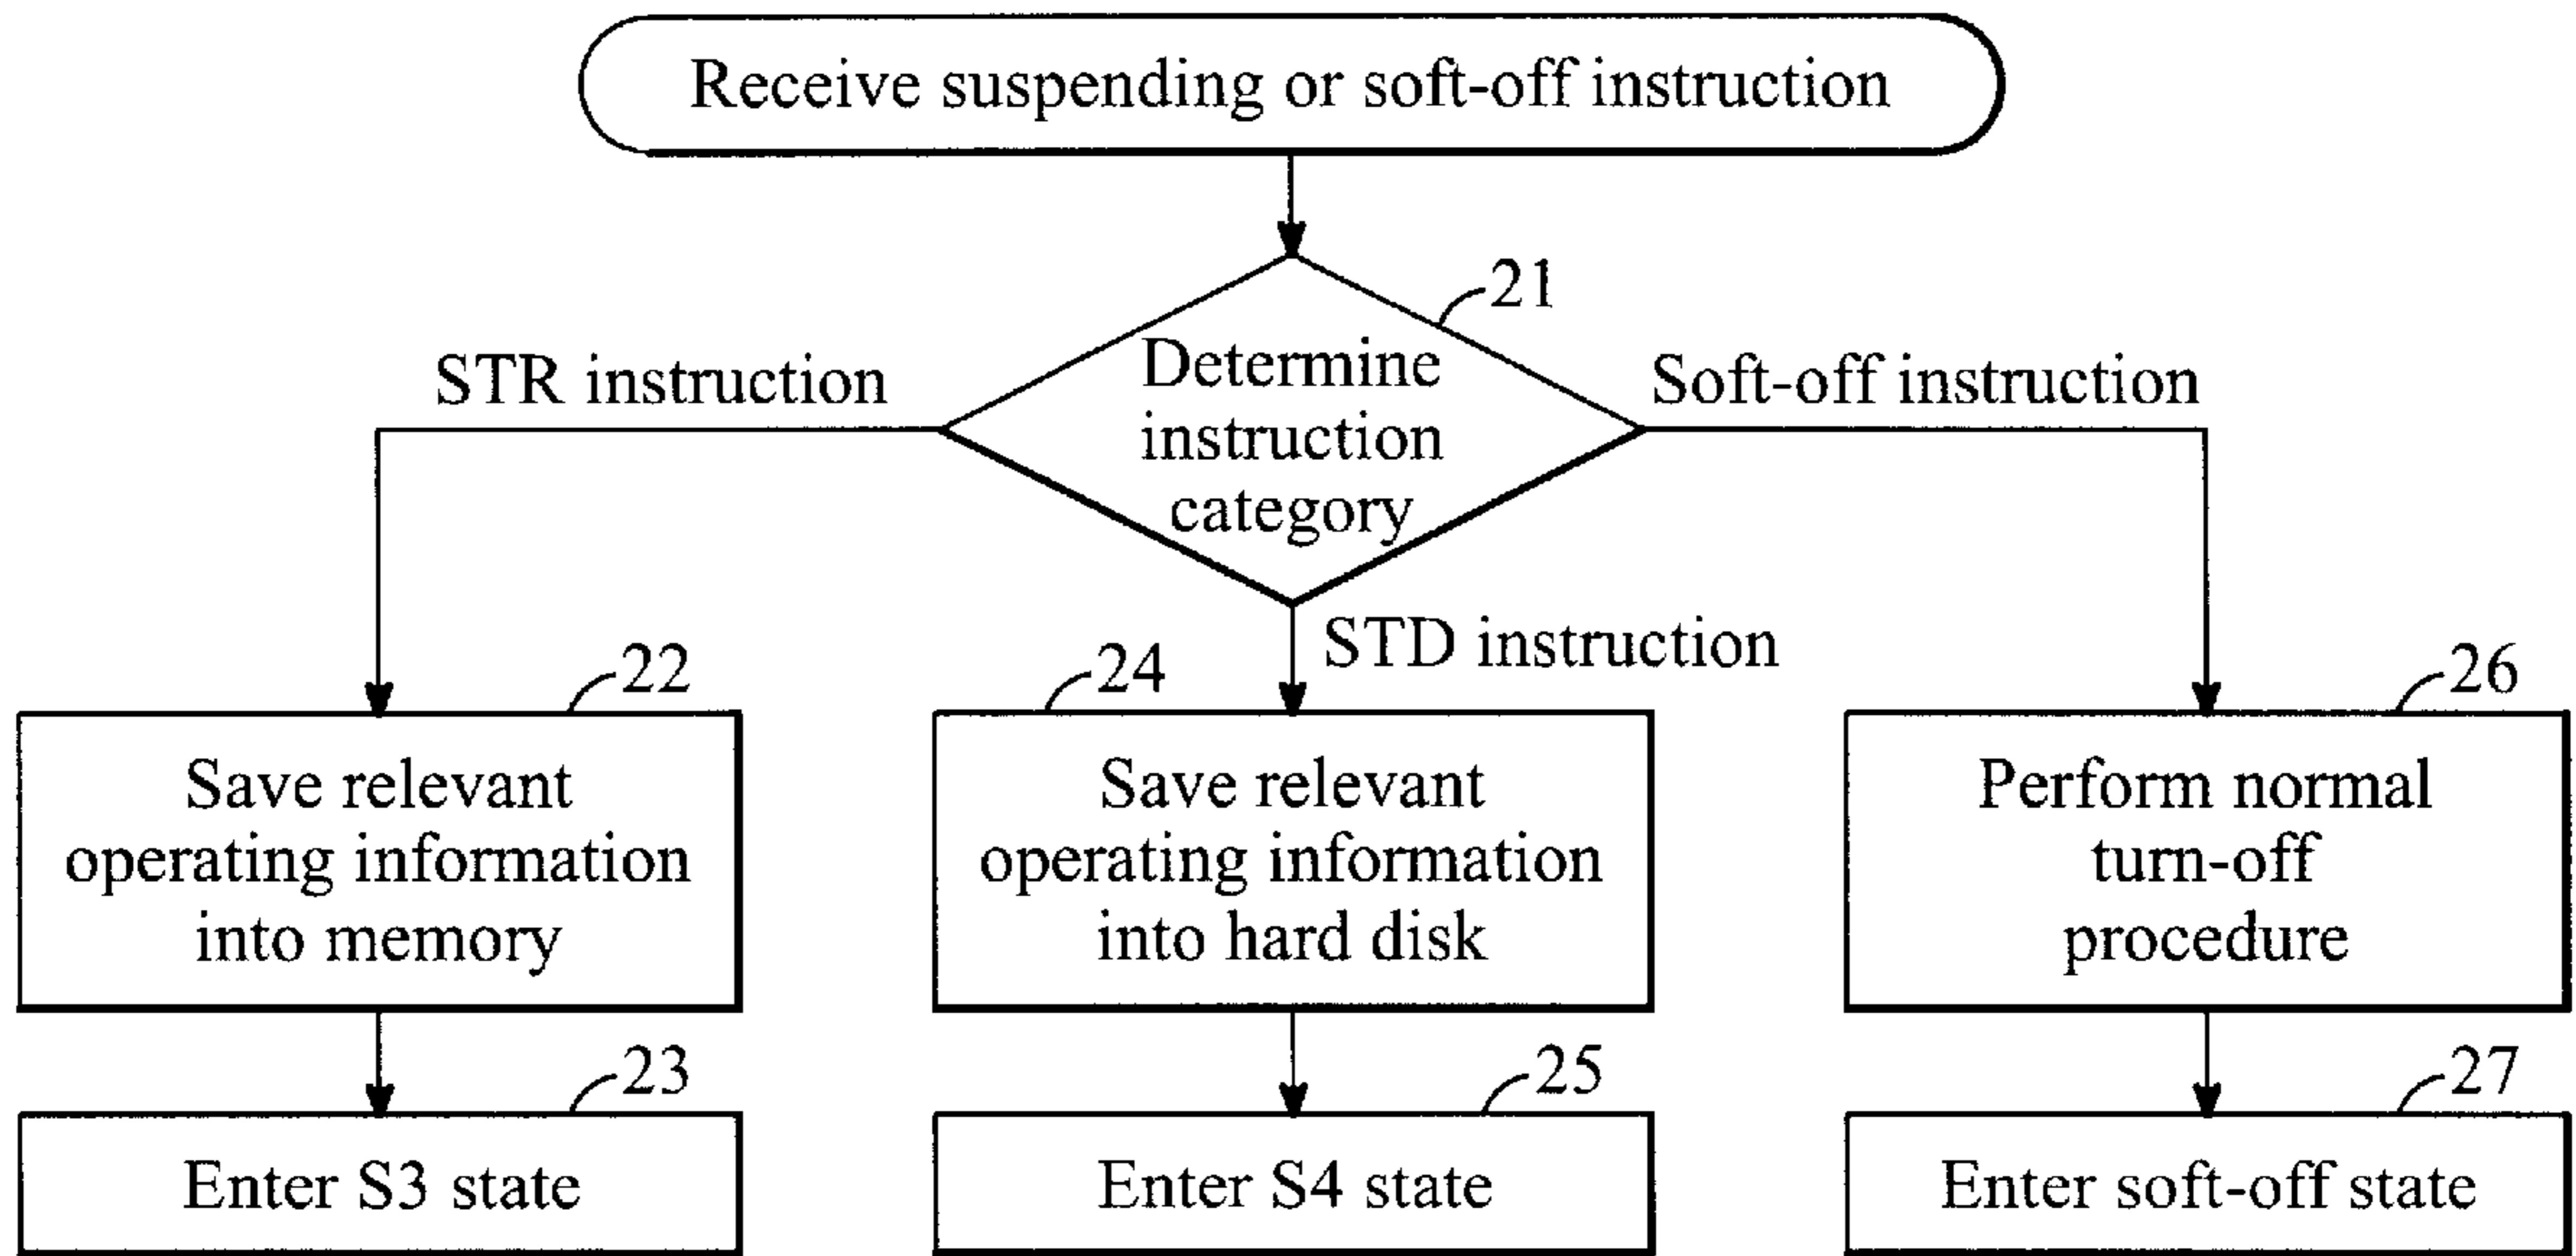 Receive suspending or soft-off instruction
21
Determine
instruction
category
STR instruction
Soft-off instruction
STD instruction
22
Save relevant
operating information
into memory
24
Save relevant
operating information
into hard disk
26
Perform normal
turn-off
procedure
23
Enter S3 state
25
Enter S4 state
27
Enter soft-off state